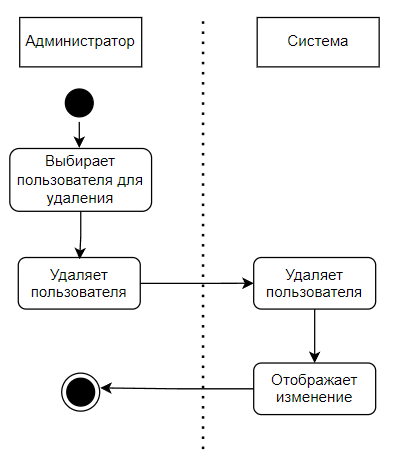 Администратор
Система
Выбирает
пользователя для
удаления
Удаляет
пользователя
Удаляет
пользователя
Отображает
изменение